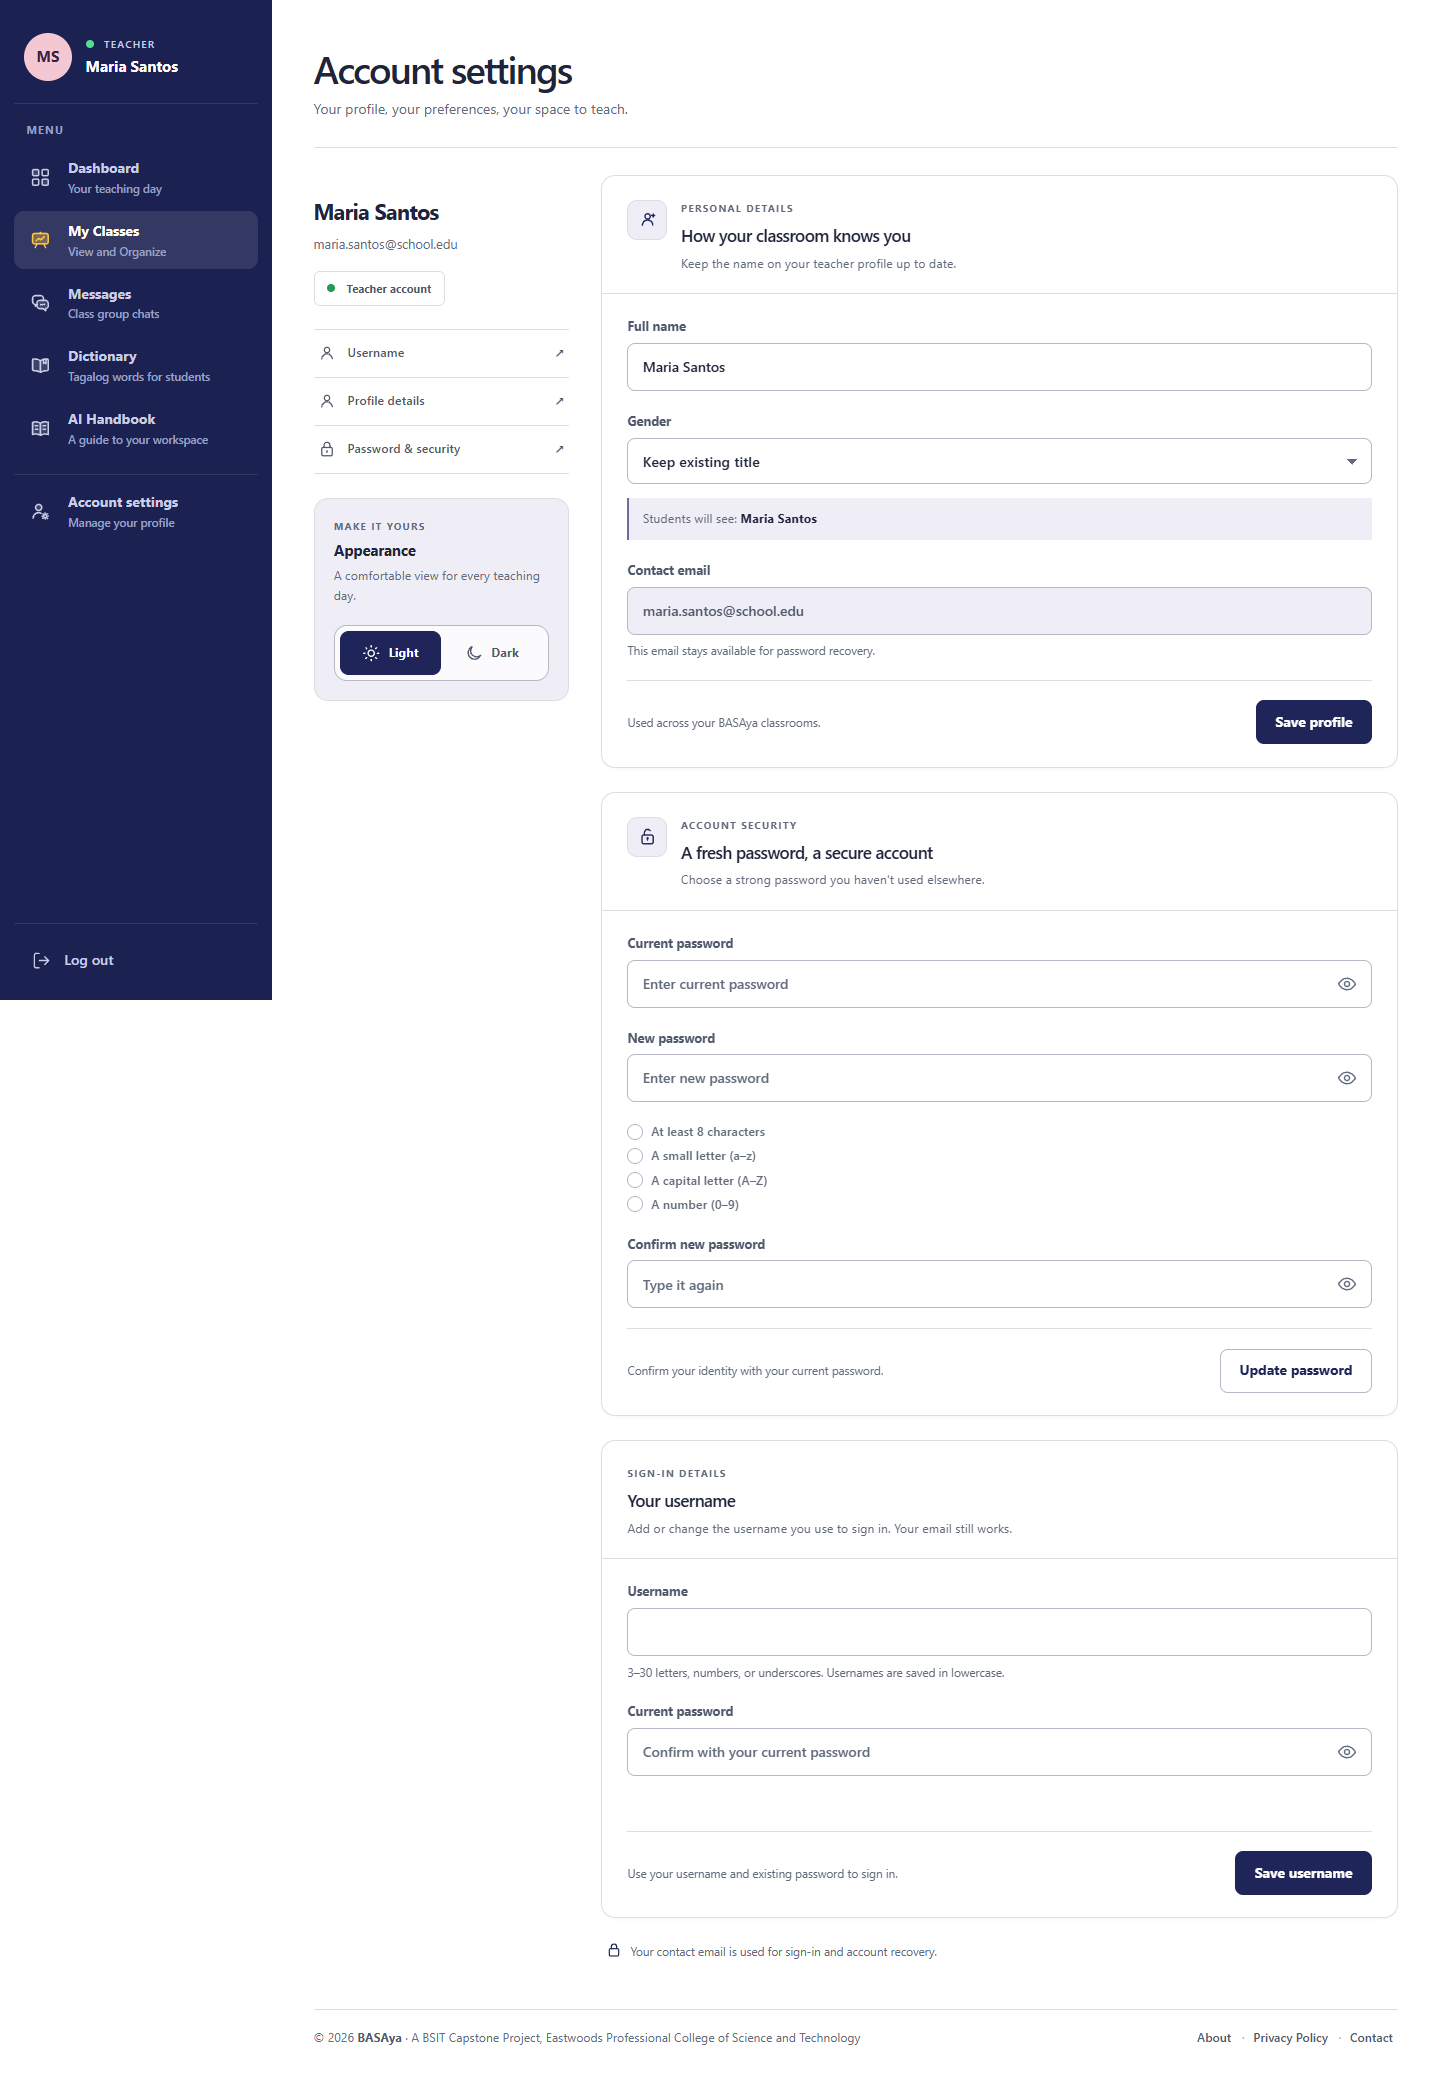 MS
TEACHER
Maria Santos
MENU
Dashboard
Your teaching day
My Classes
View and Organize
Messages
Class group chats
Dictionary
Tagalog words for students
AI Handbook
A guide to your workspace
Account settings
Manage your profile
Log out
Account settings
Your profile, your preferences, your space to teach.
Maria Santos
maria.santos@school.edu
Teacher account
Username ↗
Profile details ↗
Password & security ↗
MAKE IT YOURS
Appearance
A comfortable view for every teaching
day.
Light Dark
PERSONAL DETAILS
How your classroom knows you
Keep the name on your teacher profile up to date.
Full name
Maria Santos
Gender
Keep existing title
Students will see: Maria Santos
Contact email
maria.santos@school.edu
This email stays available for password recovery.
Used across your BASAya classrooms. Save profile
ACCOUNT SECURITY
A fresh password, a secure account
Choose a strong password you haven't used elsewhere.
Current password
Enter current password
New password
Enter new password
At least 8 characters
A small letter (a–z)
A capital letter (A–Z)
A number (0–9)
Confirm new password
Type it again
Confirm your identity with your current password. Update password
SIGN-IN DETAILS
Your username
Add or change the username you use to sign in. Your email still works.
Username
3–30 letters, numbers, or underscores. Usernames are saved in lowercase.
Current password
Confirm with your current password
Use your username and existing password to sign in. Save username
Your contact email is used for sign-in and account recovery.
© 2026 BASAya · A BSIT Capstone Project, Eastwoods Professional College of Science and Technology About · Privacy Policy · Contact